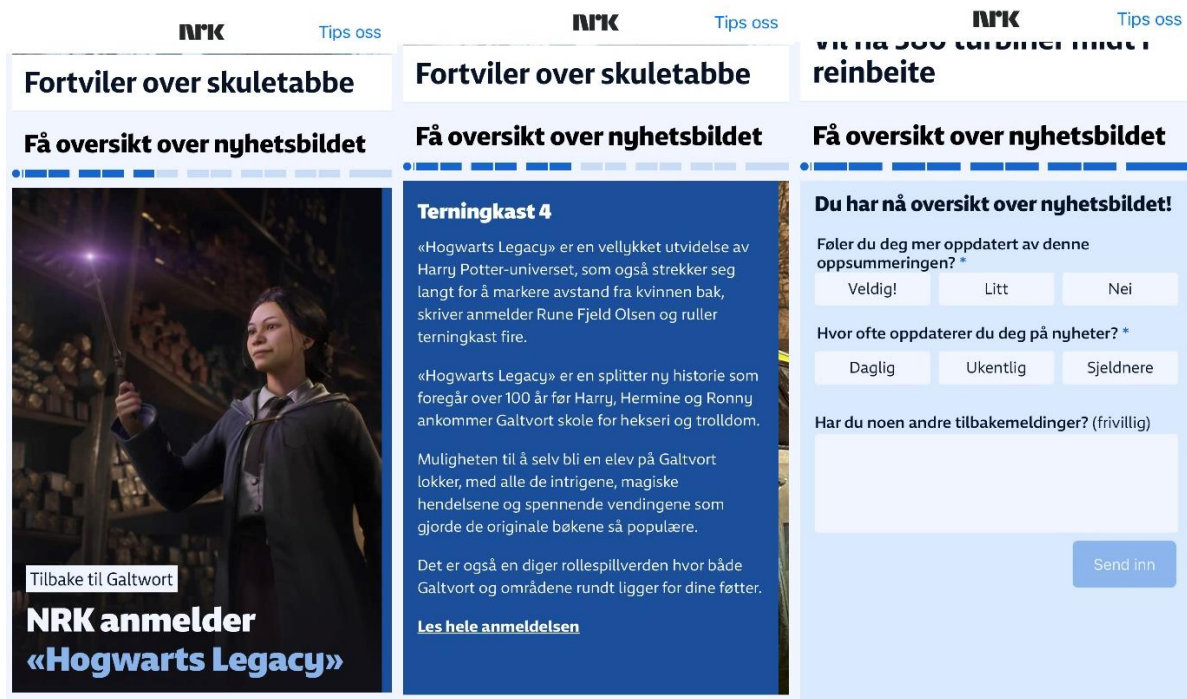 NRK
Tips oss
Fortviler over skuletabbe
Få oversikt over nyhetsbildet
Tilbake til Galtwort
NRK anmelder
«Hogwarts Legacy»
NRK
Tips oss
Fortviler over skuletabbe
Få oversikt over nyhetsbildet
Terningkast 4
«Hogwarts Legacy» er en vellykket utvidelse av
Harry Potter-universet, som også strekker seg
langt for å markere avstand fra kvinnen bak,
skriver anmelder Rune Fjeld Olsen og ruller
terningkast fire.
«Hogwarts Legacy» er en splitter ny historie som
foregår over 100 år før Harry, Hermine og Ronny
ankommer Galtvort skole for hekseri og trolldom.
Muligheten til å selv bli en elev på Galtvort
lokker, med alle de intrigene, magiske
hendelsene og spennende vendingene som
gjorde de originale bøkene så populære.
Det er også en diger rollespillverden hvor både
Galtvort og områdene rundt ligger for dine føtter.
Les hele anmeldelsen
NRK
Tips oss
Vil ha 380 turbiner midt i
reinbeite
Få oversikt over nyhetsbildet
Du har nå oversikt over nyhetsbildet!
Føler du deg mer oppdatert av denne
oppsummeringen? *
Veldig!
Litt
Nei
Hvor ofte oppdaterer du deg på nyheter? *
Daglig
Ukentlig
Sjeldnere
Har du noen andre tilbakemeldinger? (frivillig)
Send inn